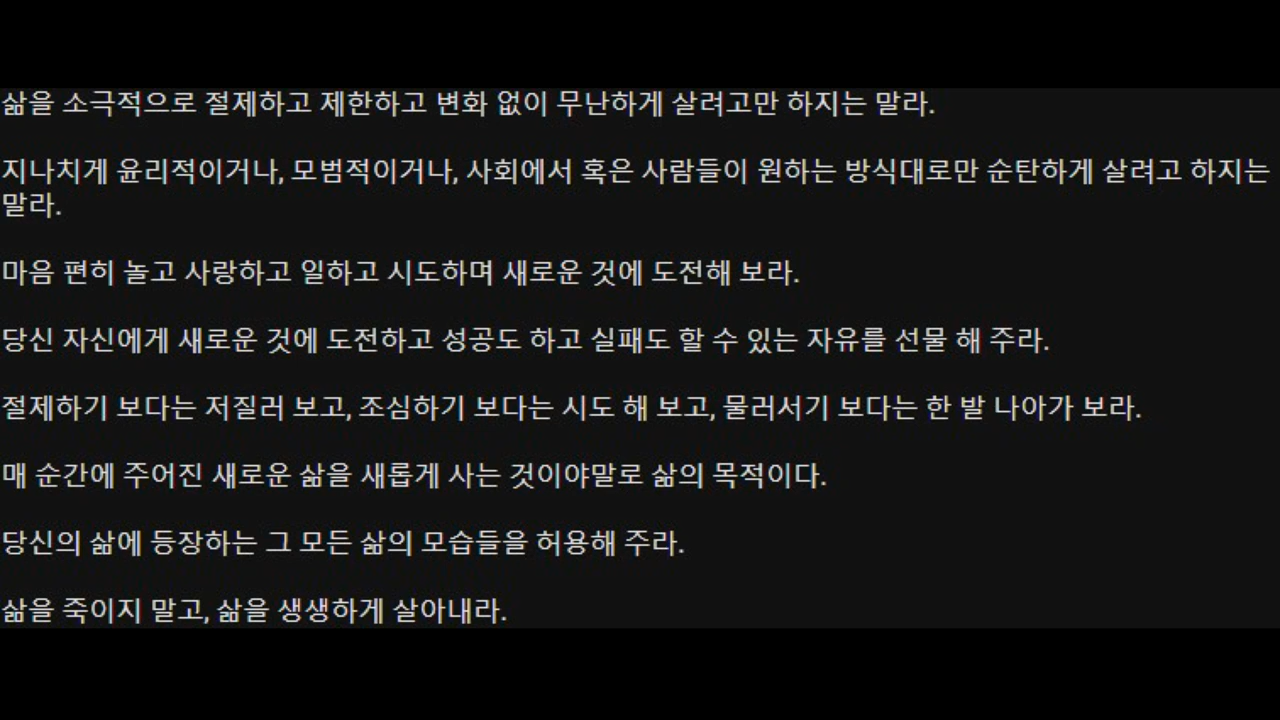 삶을 소극적으로 절제하고 제한하고 변화 없이 무난하게 살려고만 하지는 말라.
지나치게 윤리적이거나, 모범적이거나, 사회에서 혹은 사람들이 원하는 방식대로만 순탄하게 살려고 하지는
말라.
마음 편히 놀고 사랑하고 일하고 시도하며 새로운 것에 도전해 보라.
당신 자신에게 새로운 것에 도전하고 성공도 하고 실패도 할 수 있는 자유를 선물 해 주라.
절제하기 보다는 저질러 보고, 조심하기 보다는 시도 해 보고, 물러서기 보다는 한 발 나아가 보라.
매 순간에 주어진 새로운 삶을 새롭게 사는 것이야말로 삶의 목적이다.
당신의 삶에 등장하는 그 모든 삶의 모습들을 허용해 주라.
삶을 죽이지 말고, 삶을 생생하게 살아내라.